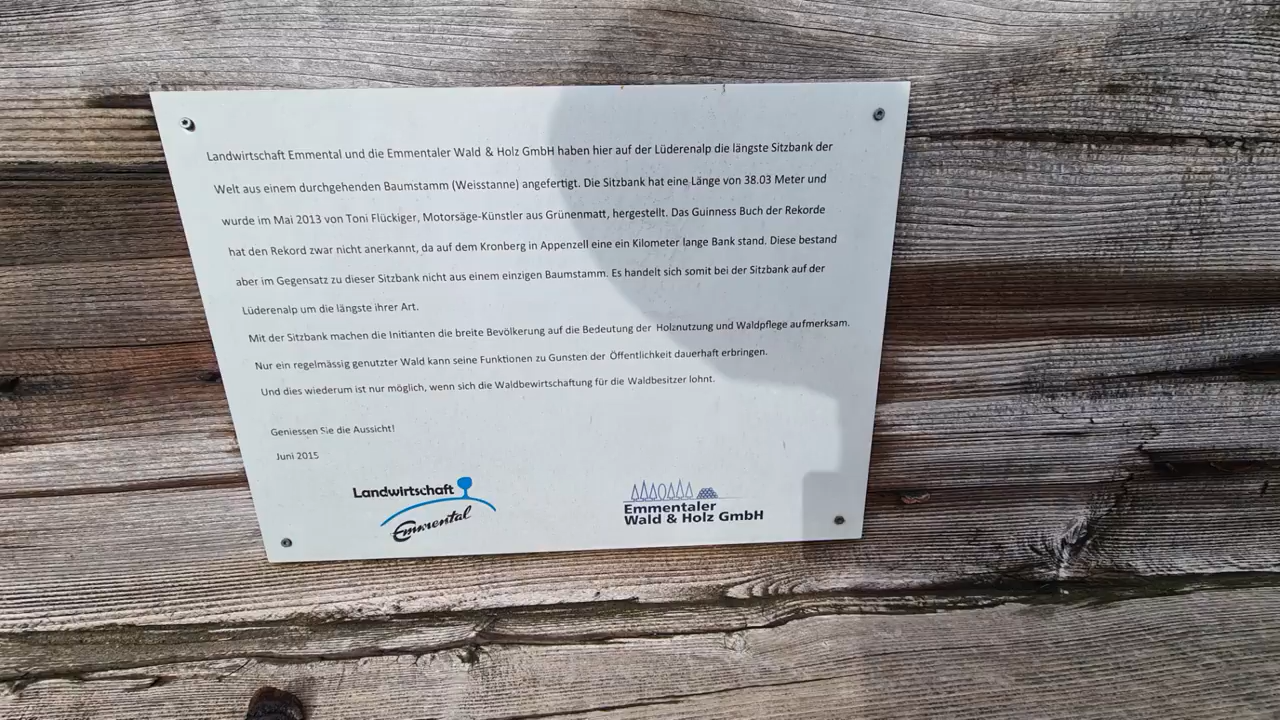 Landwirtschaft Emmental und die Emmentaler Wald & Holz GmbH haben hier auf der Lüderenalp die längste Sitzbank der
Welt aus einem durchgehenden Baumstamm (Weisstanne) angefertigt. Die Sitzbank hat eine Länge von 38.03 Meter und
wurde im Mai 2013 von Toni Flückiger, Motorsäge-Künstler aus Grünenmatt, hergestellt. Das Guinness Buch der Rekorde
hat den Rekord zwar nicht anerkannt, da auf dem Kronberg in Appenzell eine ein Kilometer lange Bank stand. Diese bestand
aber im Gegensatz zu dieser Sitzbank nicht aus einem einzigen Baumstamm. Es handelt sich somit bei der Sitzbank auf der
Lüderenalp um die längste ihrer Art.
Mit der Sitzbank machen die Initianten die breite Bevölkerung auf die Bedeutung der Holznutzung und Waldpflege aufmerksam.
Nur ein regelmässig genutzter Wald kann seine Funktionen zu Gunsten der Öffentlichkeit dauerhaft erbringen.
Und dies wiederum ist nur möglich, wenn sich die Waldbewirtschaftung für die Waldbesitzer lohnt.
Geniessen Sie die Aussicht!
Juni 2015
Landwirtschaft
Emmental
Emmentaler
Wald & Holz GmbH